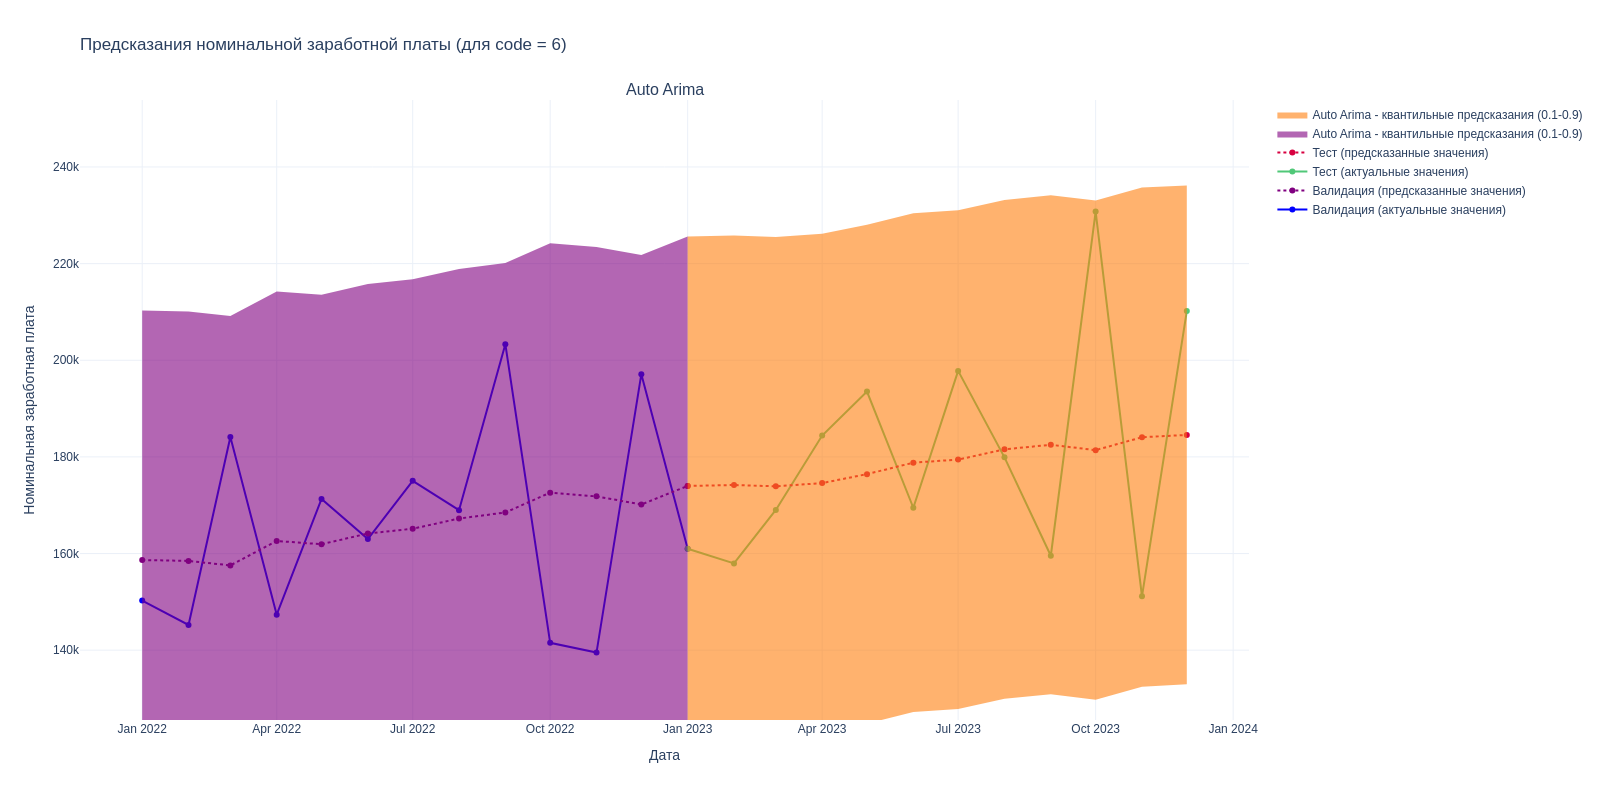 Предсказания номинальной заработной платы (для code = 6)
Auto Arima
Auto Arima - квантильные предсказания (0.1-0.9)
Auto Arima - квантильные предсказания (0.1-0.9)
Тест (предсказанные значения)
Тест (актуальные значения)
Валидация (предсказанные значения)
Валидация (актуальные значения)
Номинальная заработная плата
240k
220k
200k
180k
160k
140k
Jan 2022
Apr 2022
Jul 2022
Oct 2022
Jan 2023
Apr 2023
Jul 2023
Oct 2023
Jan 2024
Дата